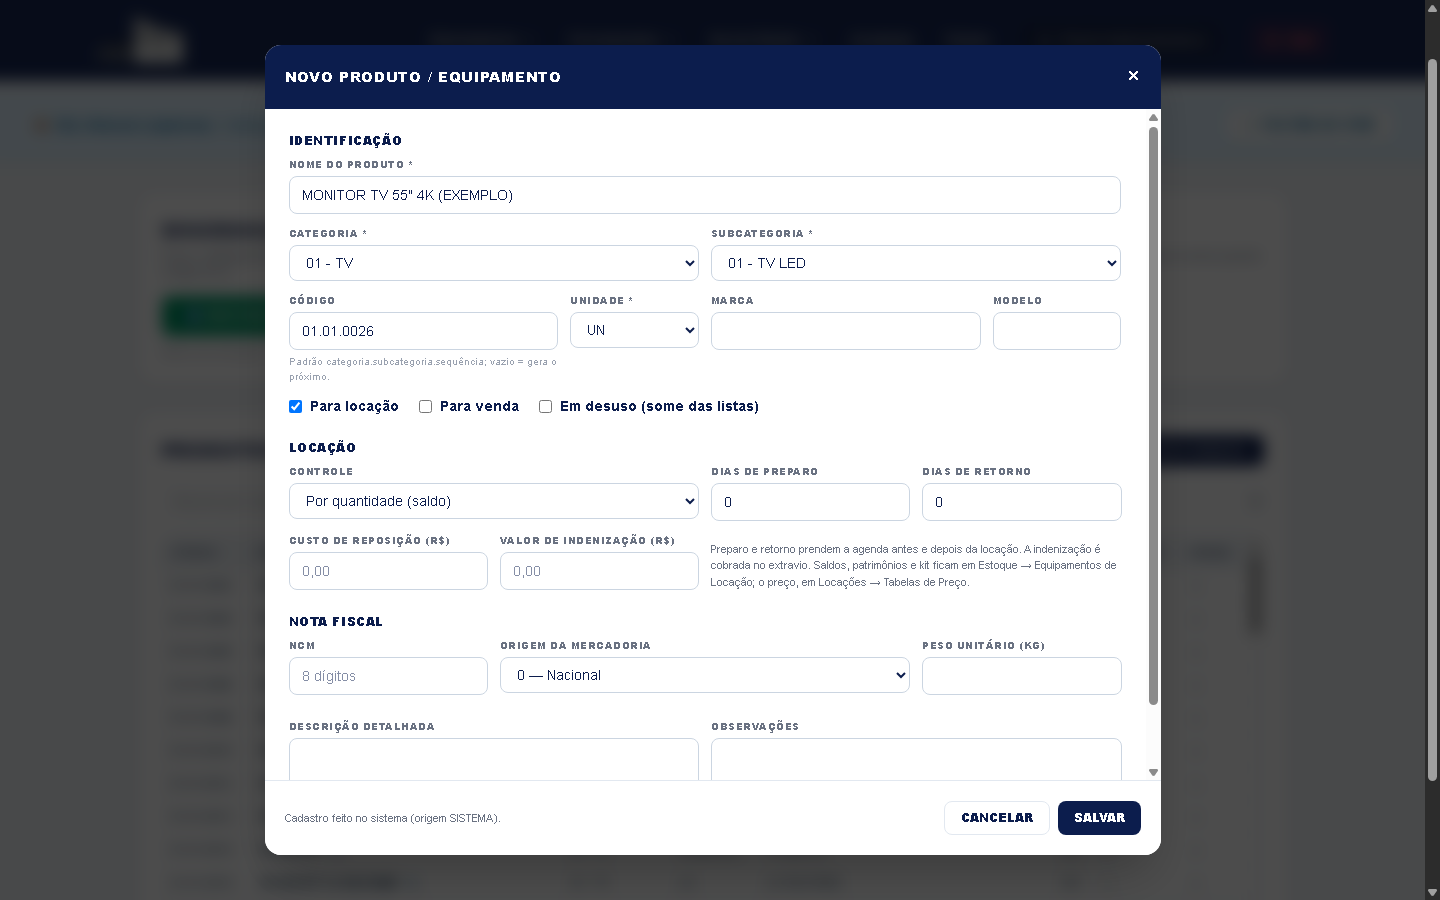 NOVO PRODUTO / EQUIPAMENTO
×
IDENTIFICAÇÃO
NOME DO PRODUTO *
MONITOR TV 55" 4K (EXEMPLO)
CATEGORIA * SUBCATEGORIA *
01 - TV 01 - TV LED
CÓDIGO UNIDADE * MARCA MODELO
01.01.0026 UN
Padrão categoria.subcategoria.sequência; vazio = gera o
próximo.
Para locação Para venda Em desuso (some das listas)
LOCAÇÃO
CONTROLE DIAS DE PREPARO DIAS DE RETORNO
Por quantidade (saldo) 0 0
CUSTO DE REPOSIÇÃO (R$) VALOR DE INDENIZAÇÃO (R$)
0,00 0,00
Preparo e retorno prendem a agenda antes e depois da locação. A indenização é
cobrada no extravio. Saldos, patrimônios e kit ficam em Estoque → Equipamentos de
Locação; o preço, em Locações → Tabelas de Preço.
NOTA FISCAL
NCM ORIGEM DA MERCADORIA PESO UNITÁRIO (KG)
8 dígitos 0 — Nacional
DESCRIÇÃO DETALHADA OBSERVAÇÕES
Cadastro feito no sistema (origem SISTEMA).
CANCELAR SALVAR